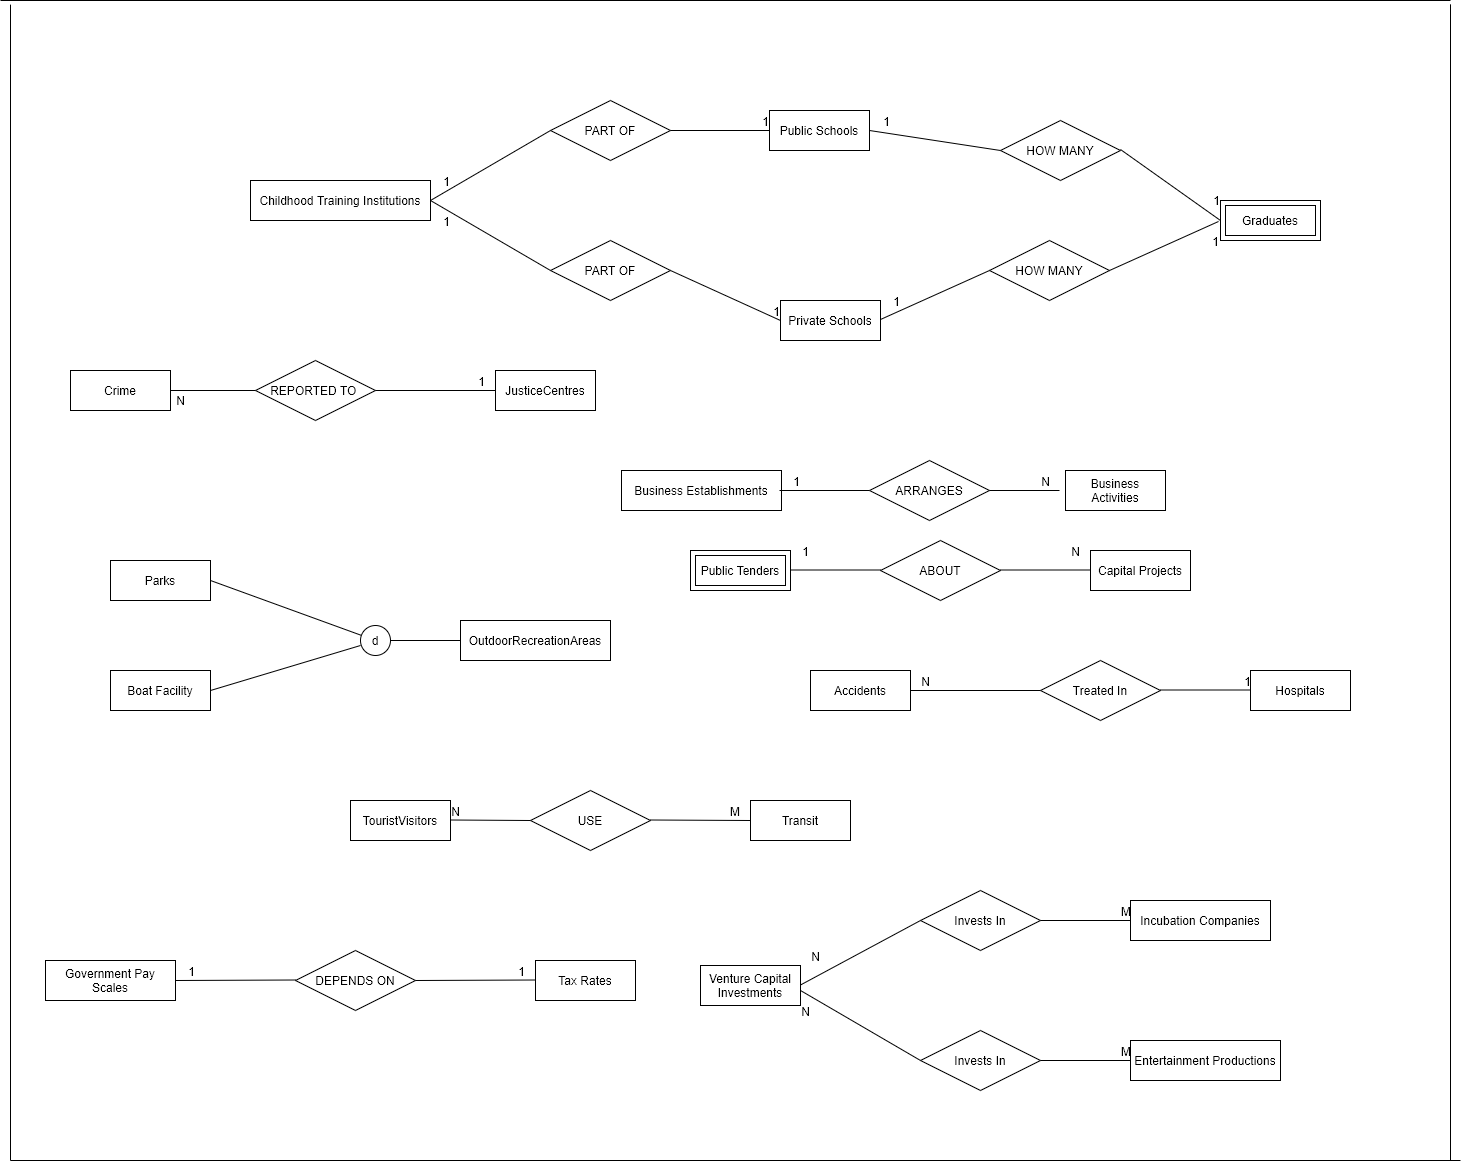 PART OF
1
Public Schools
1
HOW MANY
1
Childhood Training Institutions
1
1
Graduates
1
PART OF
HOW MANY
1
Private Schools
1
Crime
N
REPORTED TO
1
JusticeCentres
Business Establishments
1
ARRANGES
N
Business
Activities
Public Tenders
1
ABOUT
N
Capital Projects
Parks
d
OutdoorRecreationAreas
Boat Facility
Accidents
N
Treated In
1
Hospitals
TouristVisitors
N
USE
M
Transit
Government Pay
Scales
1
DEPENDS ON
1
Tax Rates
Venture Capital
Investments
N
N
Invests In
M
Incubation Companies
Invests In
M
Entertainment Productions